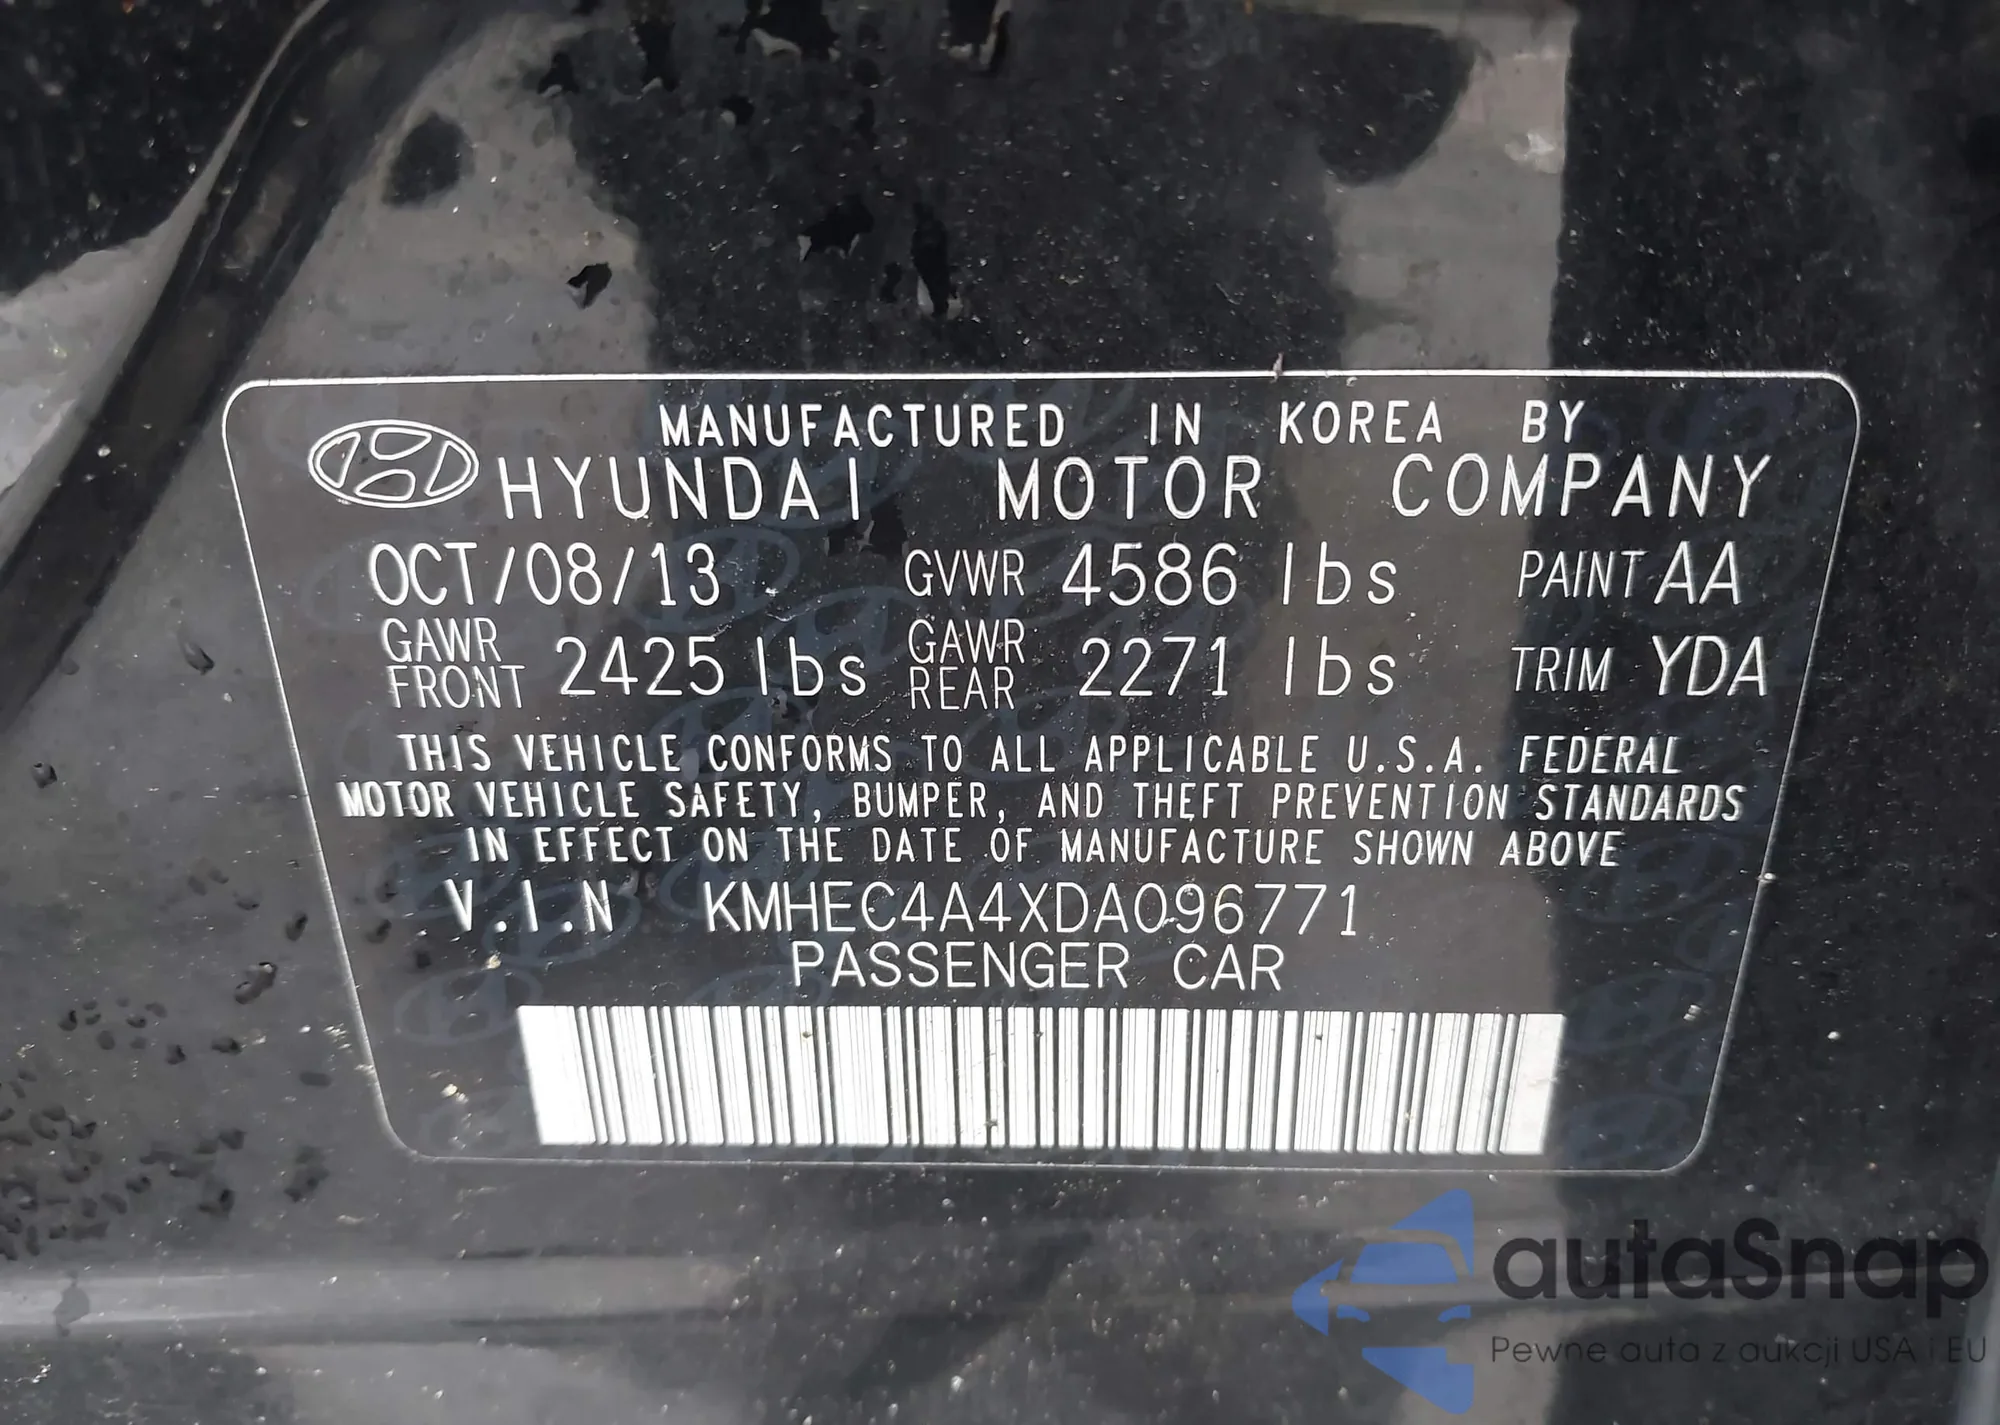 MANUFACTURED IN KOREA BY
HYUNDAI MOTOR COMPANY
OCT/08/13 GVWR 4586 lbs PAINT AA
GAWR FRONT 2425 lbs GAWR REAR 2271 lbs TRIM YDA
THIS VEHICLE CONFORMS TO ALL APPLICABLE U.S.A. FEDERAL
MOTOR VEHICLE SAFETY, BUMPER, AND THEFT PREVENTION STANDARDS
IN EFFECT ON THE DATE OF MANUFACTURE SHOWN ABOVE
V.I.N KMHEC4A4XDA096771
PASSENGER CAR
autaSnap
Pewne auta z aukcji USA i EU